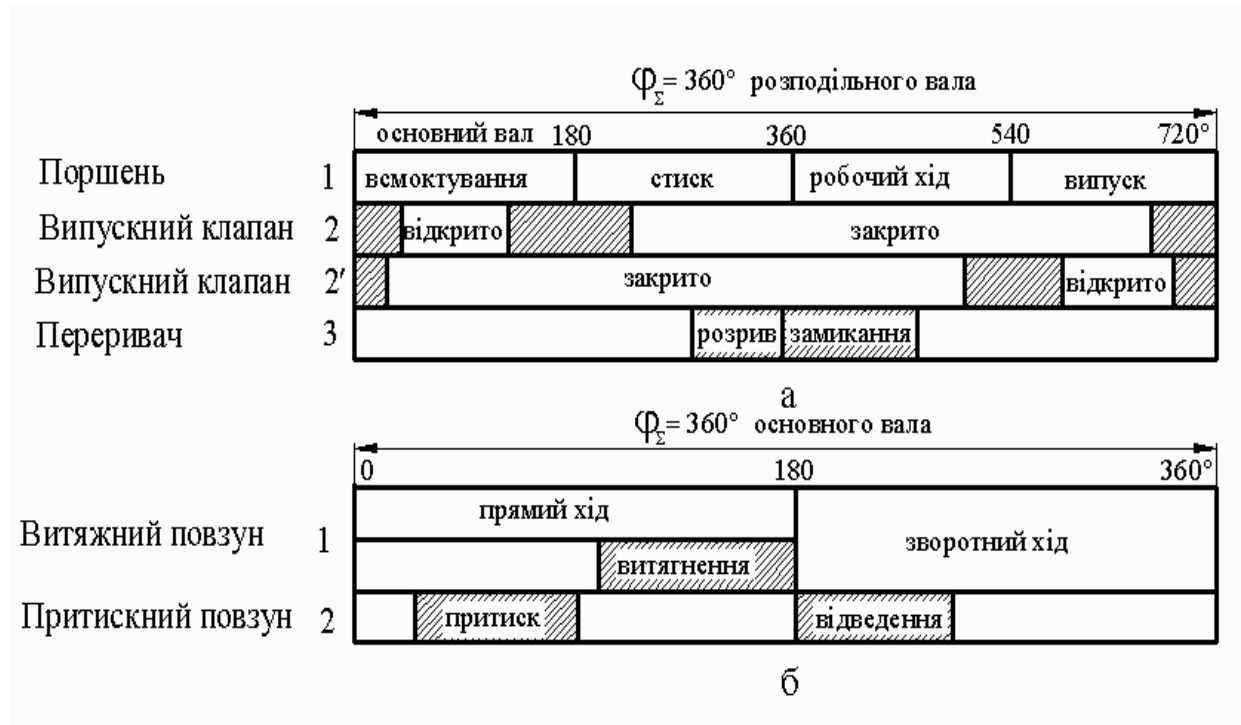 φΣ= 360° розподільного вала
основний вал 180 360 540 720°
Поршень 1 всмоктування стиск робочий хід випуск
Випускний клапан 2 відкрито закрито
Випускний клапан 2′ закрито відкрито
Переривач 3 розрив замикання
а
φΣ= 360° основного вала
0 180 360°
прямий хід
Витяжний повзун 1 зворотний хід
витягнення
Притискний повзун 2 притиск відведення
б